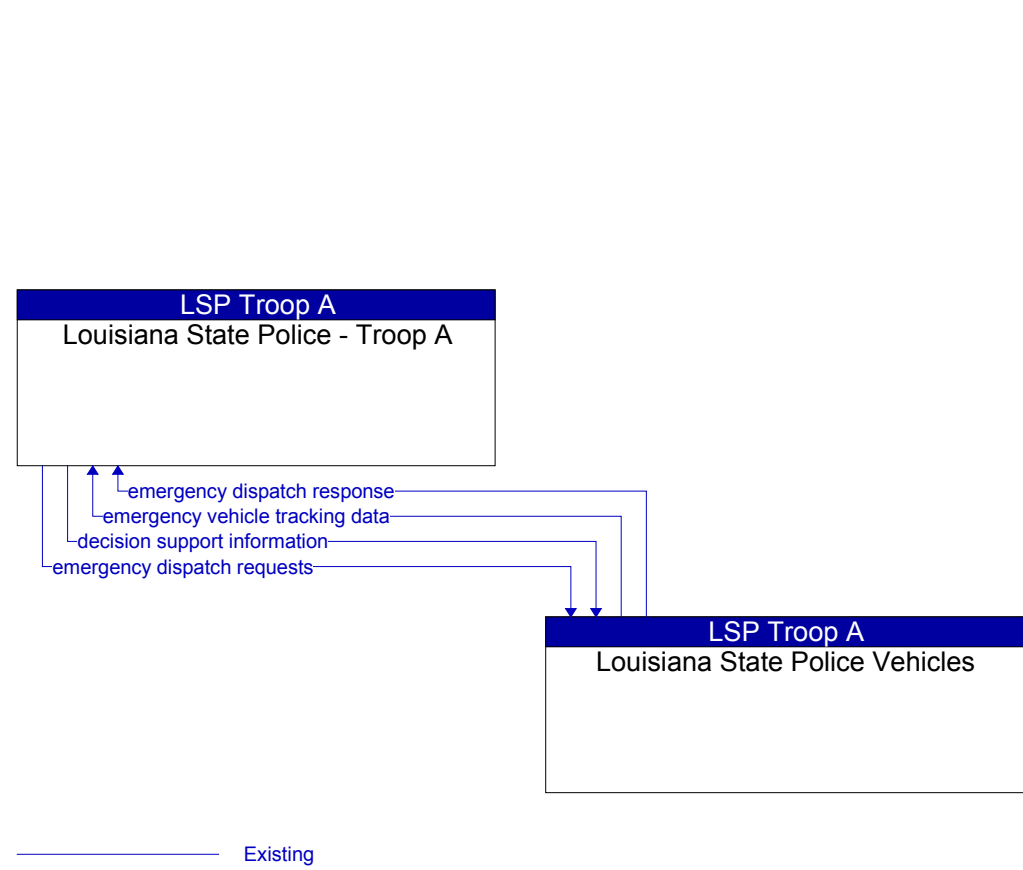 LSP Troop A
Louisiana State Police - Troop A
emergency dispatch response
emergency vehicle tracking data
decision support information
emergency dispatch requests
LSP Troop A
Louisiana State Police Vehicles
Existing